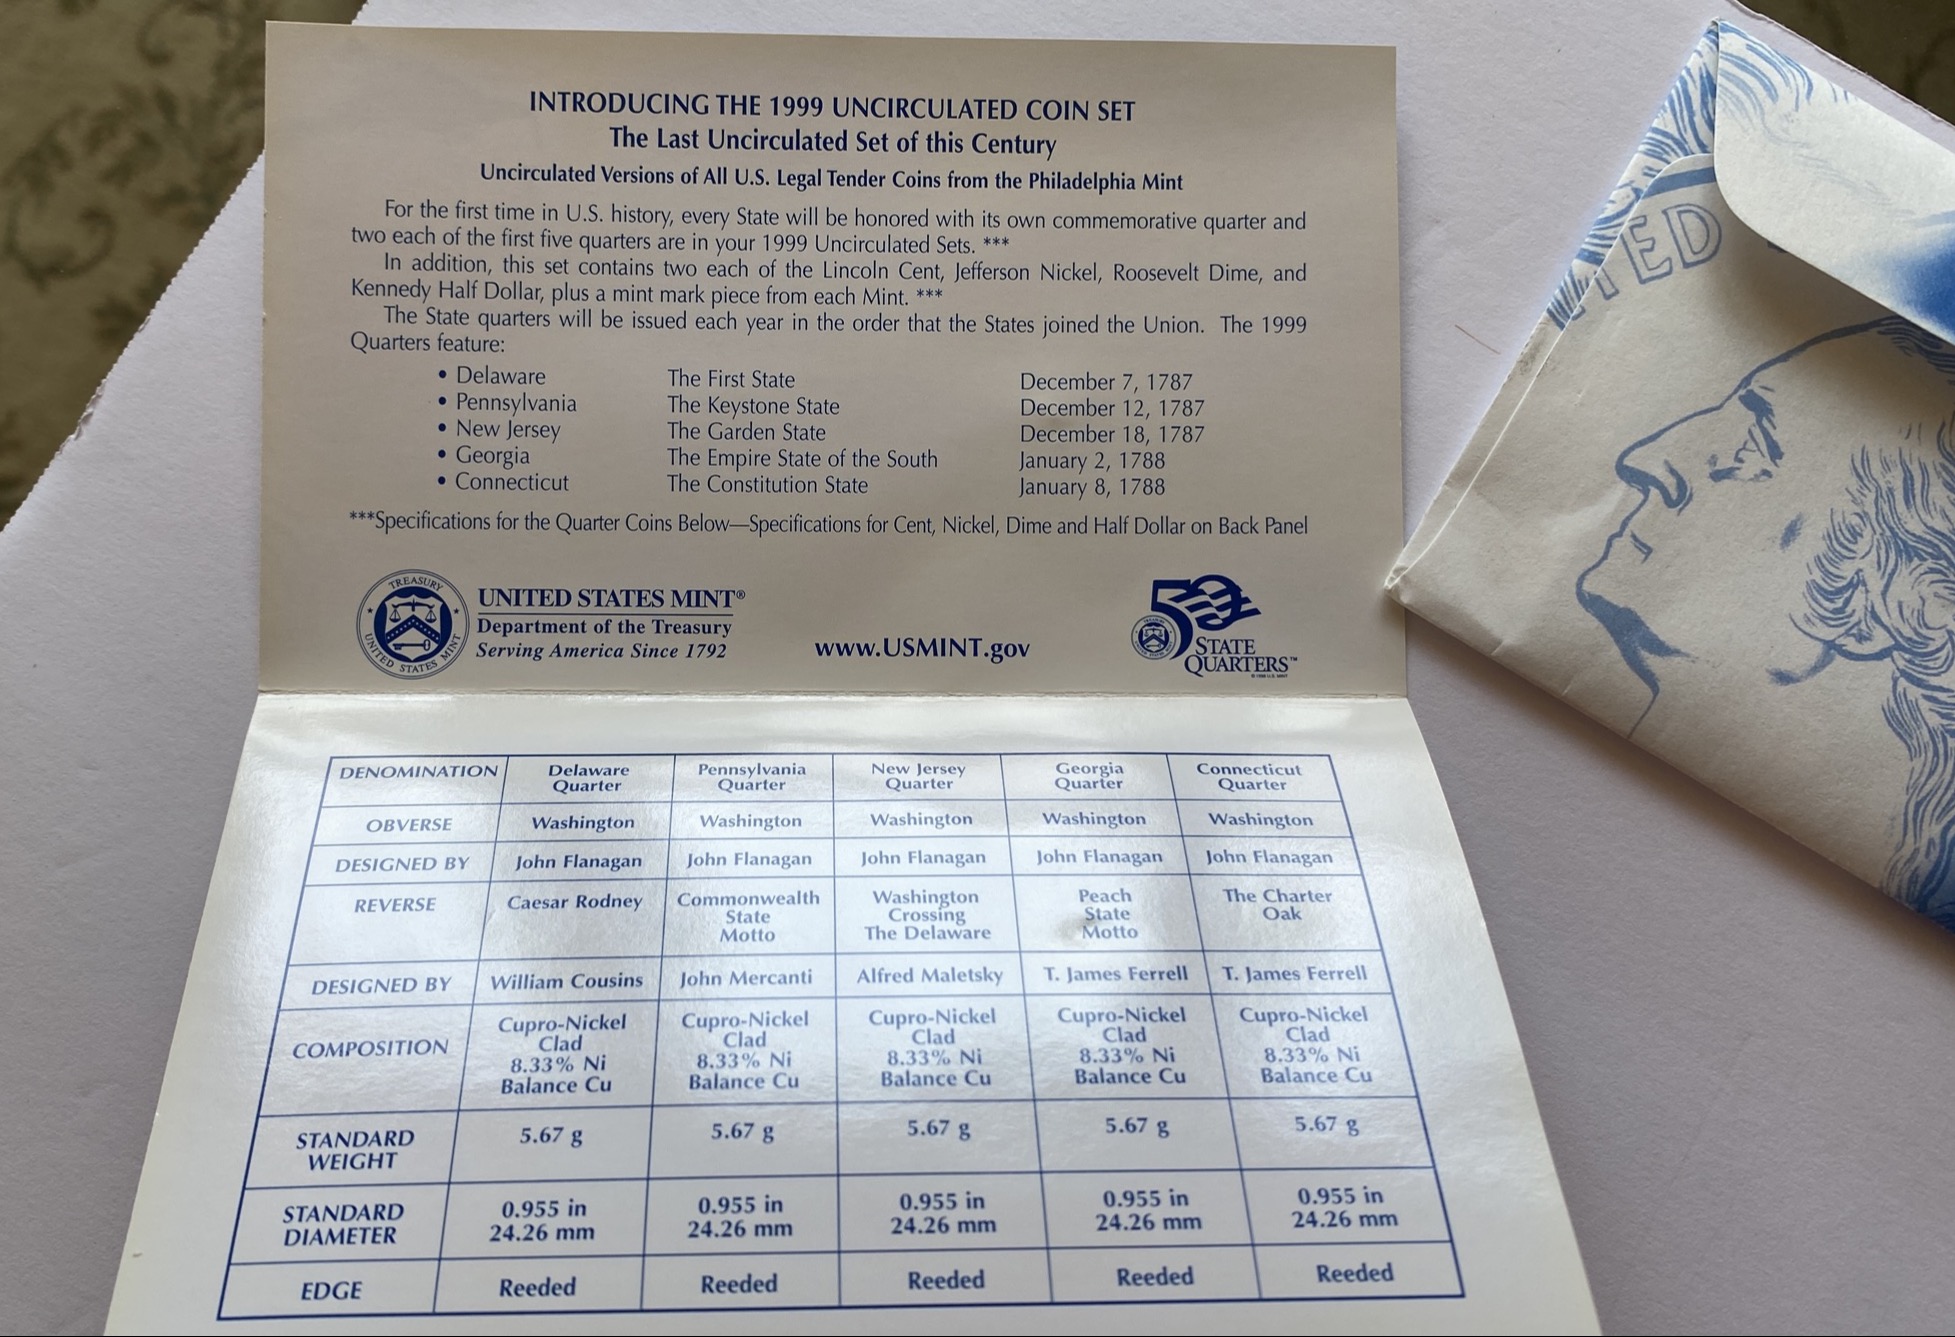 INTRODUCING THE 1999 UNCIRCULATED COIN SET
The Last Uncirculated Set of this Century
Uncirculated Versions of All U.S. Legal Tender Coins from the Philadelphia Mint
For the first time in U.S. history, every State will be honored with its own commemorative quarter and
two each of the first five quarters are in your 1999 Uncirculated Sets. ***
In addition, this set contains two each of the Lincoln Cent, Jefferson Nickel, Roosevelt Dime, and
Kennedy Half Dollar, plus a mint mark piece from each Mint. ***
The State quarters will be issued each year in the order that the States joined the Union. The 1999
Quarters feature:
• Delaware The First State December 7, 1787
• Pennsylvania The Keystone State December 12, 1787
• New Jersey The Garden State December 18, 1787
• Georgia The Empire State of the South January 2, 1788
• Connecticut The Constitution State January 8, 1788
***Specifications for the Quarter Coins Below—Specifications for Cent, Nickel, Dime and Half Dollar on Back Panel
TREASURY
UNITED STATES MINT
UNITED STATES MINT®
Department of the Treasury
Serving America Since 1792
www.USMINT.gov
50
STATE
QUARTERS™
DENOMINATION Delaware Quarter Pennsylvania Quarter New Jersey Quarter Georgia Quarter Connecticut Quarter
OBVERSE Washington Washington Washington Washington Washington
DESIGNED BY John Flanagan John Flanagan John Flanagan John Flanagan John Flanagan
REVERSE Caesar Rodney Commonwealth State Motto Washington Crossing The Delaware Peach State Motto The Charter Oak
DESIGNED BY William Cousins John Mercanti Alfred Maletsky T. James Ferrell T. James Ferrell
COMPOSITION Cupro-Nickel Clad 8.33% Ni Balance Cu Cupro-Nickel Clad 8.33% Ni Balance Cu Cupro-Nickel Clad 8.33% Ni Balance Cu Cupro-Nickel Clad 8.33% Ni Balance Cu Cupro-Nickel Clad 8.33% Ni Balance Cu
STANDARD WEIGHT 5.67 g 5.67 g 5.67 g 5.67 g 5.67 g
STANDARD DIAMETER 0.955 in 24.26 mm 0.955 in 24.26 mm 0.955 in 24.26 mm 0.955 in 24.26 mm 0.955 in 24.26 mm
EDGE Reeded Reeded Reeded Reeded Reeded